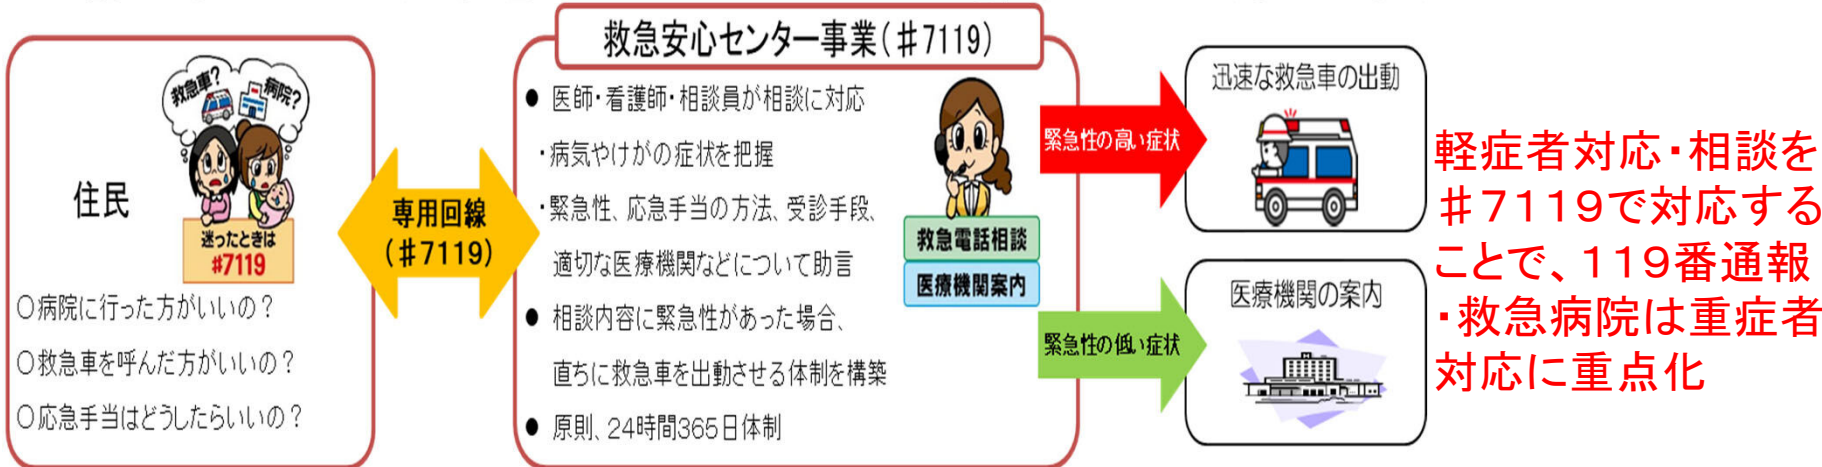 救急車?
病院?
住民
迷ったときは
#7119
○病院に行った方がいいの？
○救急車を呼んだ方がいいの？
○応急手当はどうしたらいいの？
専用回線
(＃7119)
救急安心センター事業(＃7119)
● 医師・看護師・相談員が相談に対応
・病気やけがの症状を把握
・緊急性、応急手当の方法、受診手段、
適切な医療機関などについて助言
● 相談内容に緊急性があった場合、
直ちに救急車を出動させる体制を構築
● 原則、24時間365日体制
救急電話相談
医療機関案内
緊急性の高い症状
緊急性の低い症状
迅速な救急車の出動
医療機関の案内
軽症者対応・相談を
＃７１１９で対応する
ことで、１１９番通報
・救急病院は重症者
対応に重点化